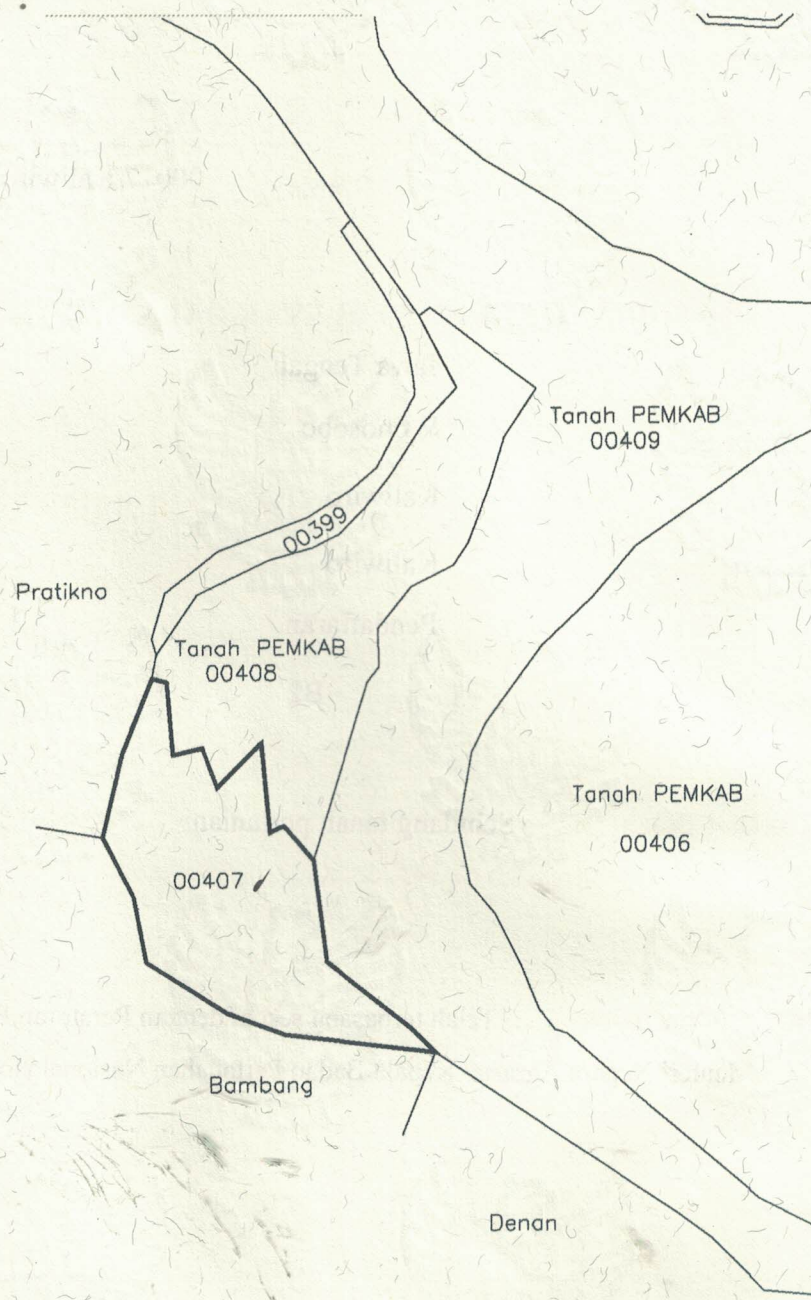 Tanah PEMKAB
00409
00399
Pratikno
Tanah PEMKAB
00408
Tanah PEMKAB
00406
00407
Bambang
Denan